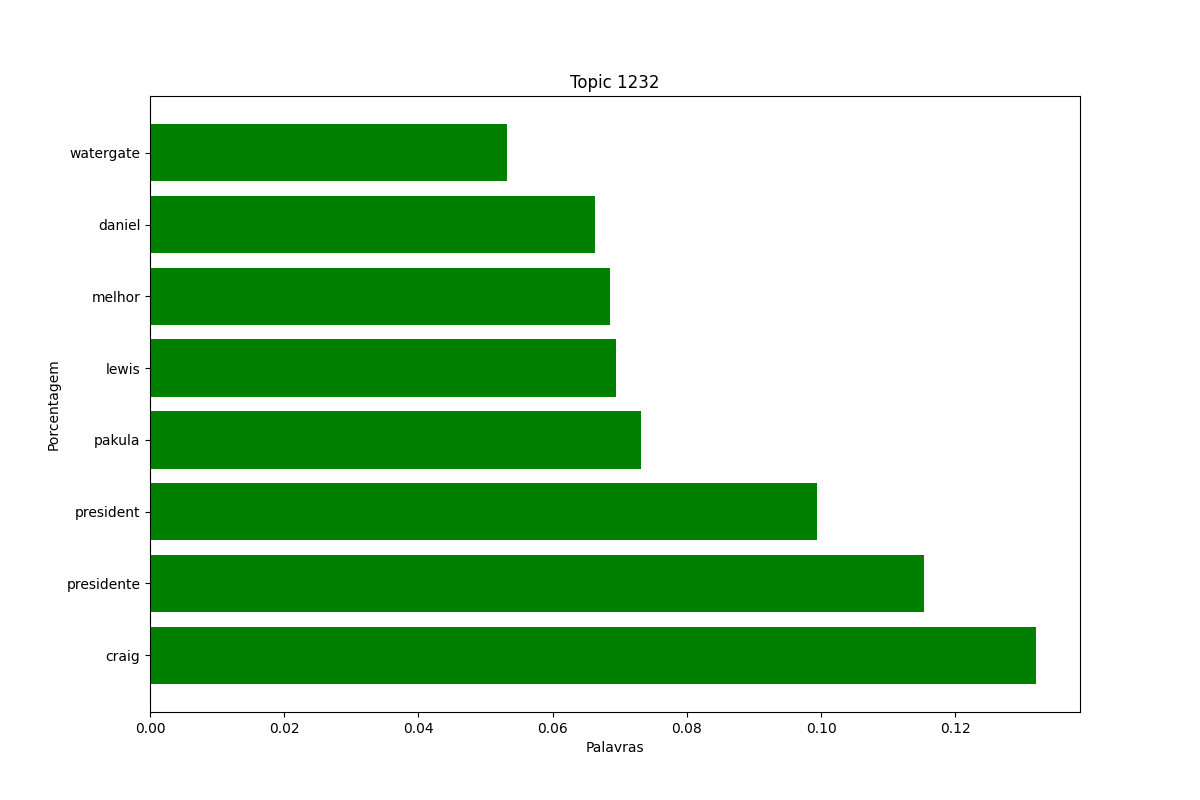 Topic 1232
watergate
daniel
melhor
lewis
pakula
president
presidente
craig
Porcentagem
0.00 0.02 0.04 0.06 0.08 0.10 0.12
Palavras